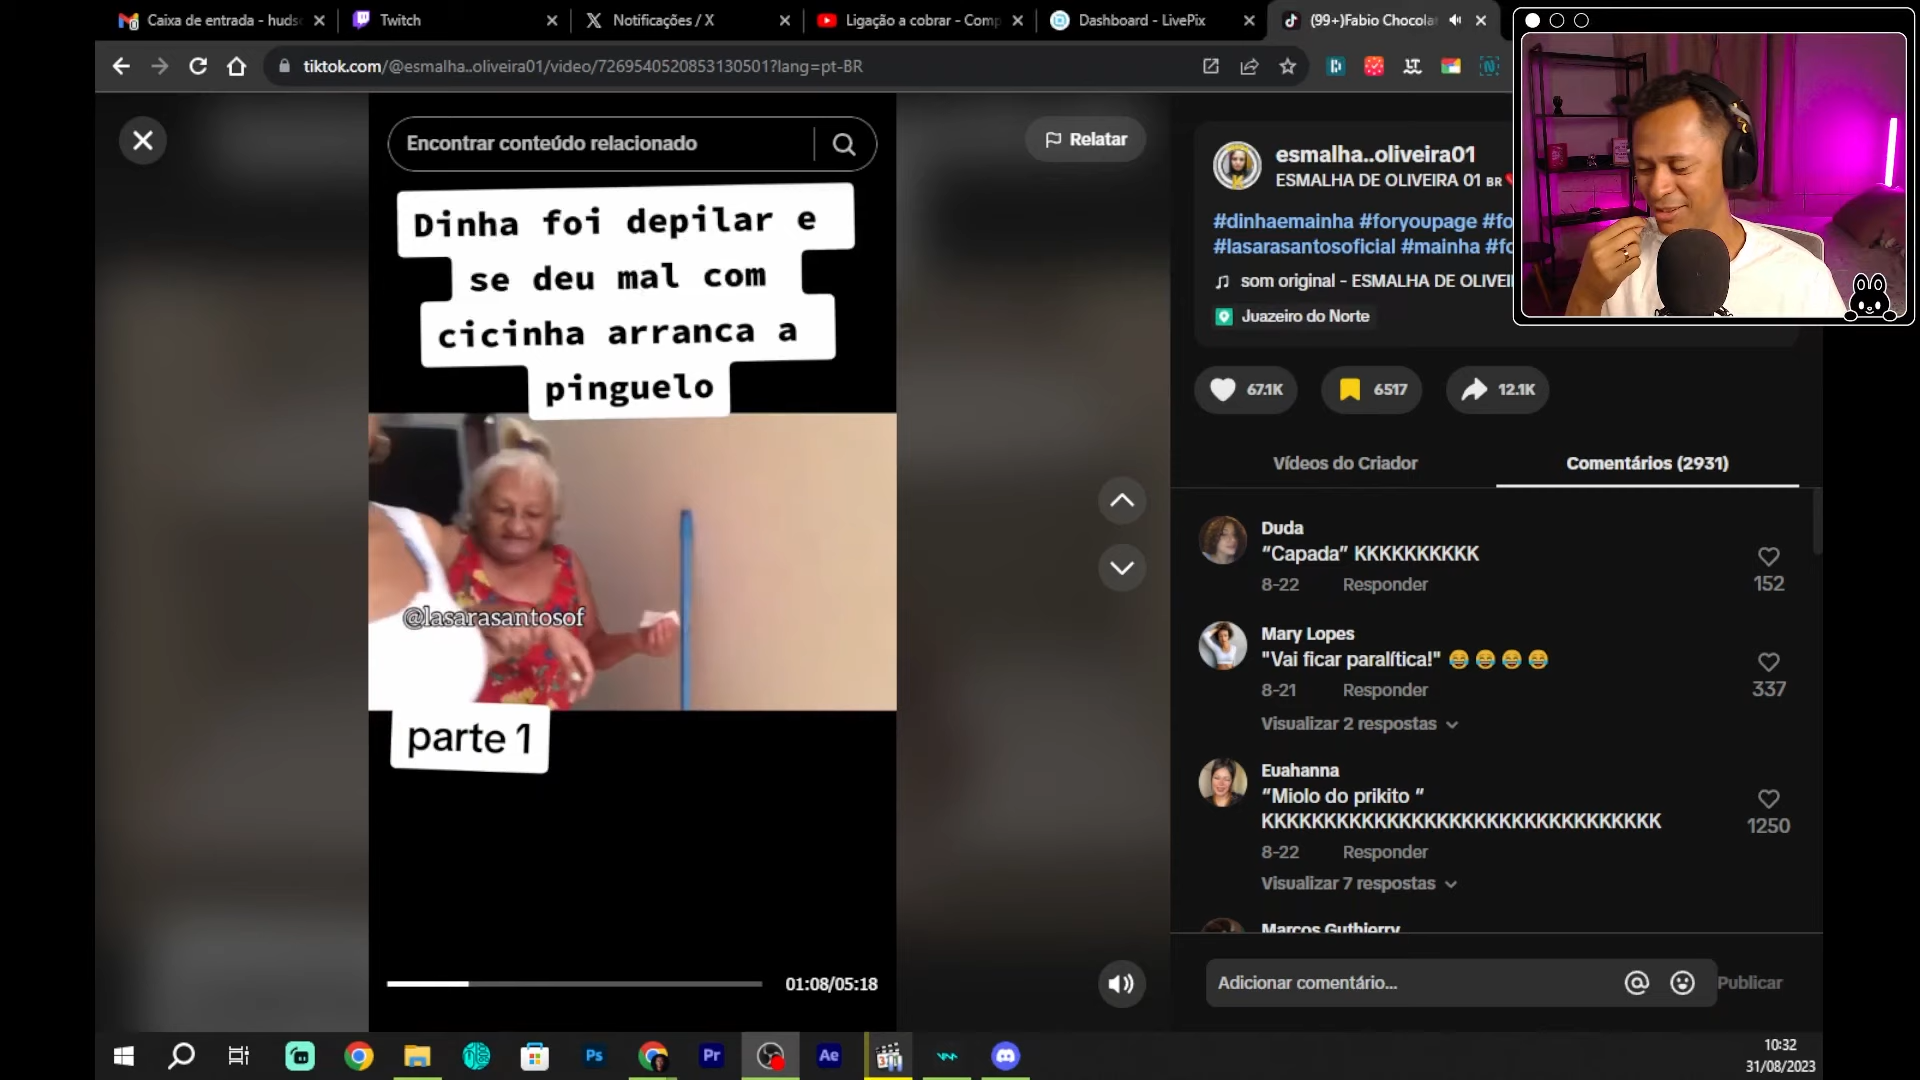 Caixa de entrada - huds
Twitch
Notificações / X
Ligação a cobrar - Comp
Dashboard - LivePix
(99+)Fabio Chocola
tiktok.com/@esmalha..oliveira01/video/7269540520853130501?lang=pt-BR
Encontrar conteúdo relacionado
Relatar
Dinha foi depilar e
se deu mal com
cicinha arranca a
pinguelo
@lasarasantosof
parte 1
01:08/05:18
esmalha..oliveira01
ESMALHA DE OLIVEIRA 01 BR
#dinhaemainha #foryoupage #fo
#lasarasantosoficial #mainha #fo
som original - ESMALHA DE OLIVEI
Juazeiro do Norte
67.1K
6517
12.1K
Vídeos do Criador
Comentários (2931)
Duda
“Capada” KKKKKKKKKK
8-22 Responder
152
Mary Lopes
"Vai ficar paralítica!" 😂😂😂😂
8-21 Responder
337
Visualizar 2 respostas
Euahanna
“Miolo do prikito “
KKKKKKKKKKKKKKKKKKKKKKKKKKKKKKKK
8-22 Responder
1250
Visualizar 7 respostas
Marcos Guthierry
Adicionar comentário...
Publicar
Ps
Pr
Ae
10:32
31/08/2023